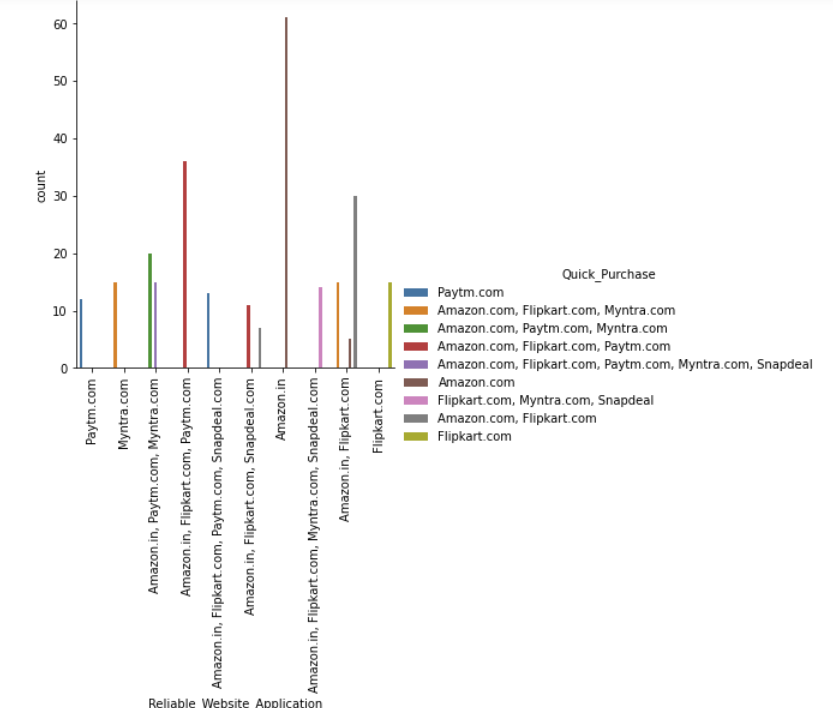 60
50
40
30
20
10
0
count
Paytm.com
Myntra.com
Amazon.in, Paytm.com, Myntra.com
Amazon.in, Flipkart.com, Paytm.com
Amazon.in, Flipkart.com, Paytm.com, Snapdeal.com
Amazon.in, Flipkart.com, Snapdeal.com
Amazon.in
Amazon.in, Flipkart.com, Myntra.com, Snapdeal.com
Amazon.in, Flipkart.com
Flipkart.com
Reliable_Website_Application
Quick_Purchase
Paytm.com
Amazon.com, Flipkart.com, Myntra.com
Amazon.com, Paytm.com, Myntra.com
Amazon.com, Flipkart.com, Paytm.com
Amazon.com, Flipkart.com, Paytm.com, Myntra.com, Snapdeal
Amazon.com
Flipkart.com, Myntra.com, Snapdeal
Amazon.com, Flipkart.com
Flipkart.com